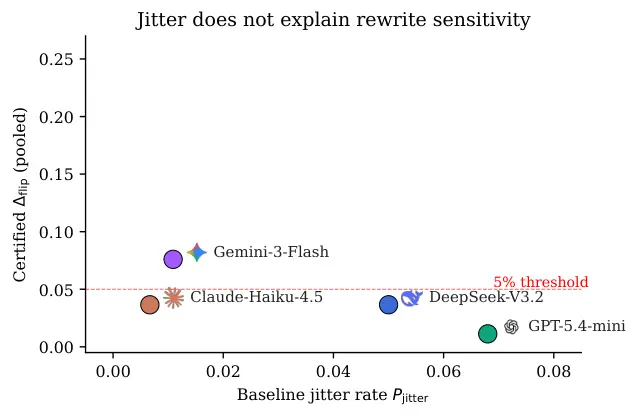 Jitter does not explain rewrite sensitivity
Certified Δflip (pooled)
0.25
0.20
0.15
0.10
0.05
0.00
Gemini-3-Flash
5% threshold
Claude-Haiku-4.5
DeepSeek-V3.2
GPT-5.4-mini
0.00 0.02 0.04 0.06 0.08
Baseline jitter rate Pjitter